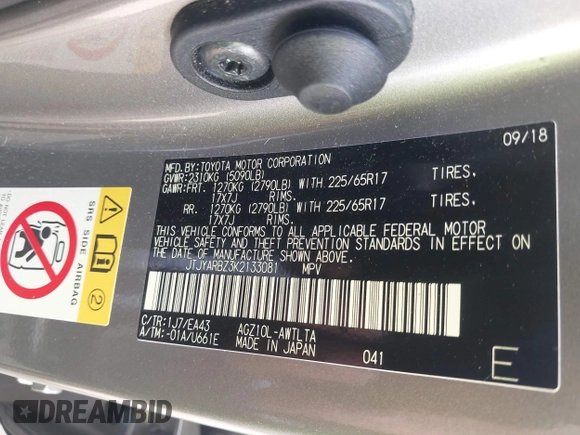 09/18
MFD.BY:TOYOTA MOTOR CORPORATION
GVWR:2310KG (5090LB)
GAWR:FRT. 1270KG (2790LB) WITH 225/65R17 TIRES.
17X7J RIMS.
RR. 1270KG (2790LB) WITH 225/65R17 TIRES.
17X7J RIMS.
THIS VEHICLE CONFORMS TO ALL APPLICABLE FEDERAL MOTOR
VEHICLE SAFETY AND THEFT PREVENTION STANDARDS IN EFFECT ON
THE DATE OF MANUFACTURE SHOWN ABOVE.
JTJYARBZ3K2133081 MPV
C/TR:1J7/EA43 AGZ10L-AWTLTA
A/TM:-01A/U661E MADE IN JAPAN 041
E
SRS SIDE AIRBAG
2
DREAMBID